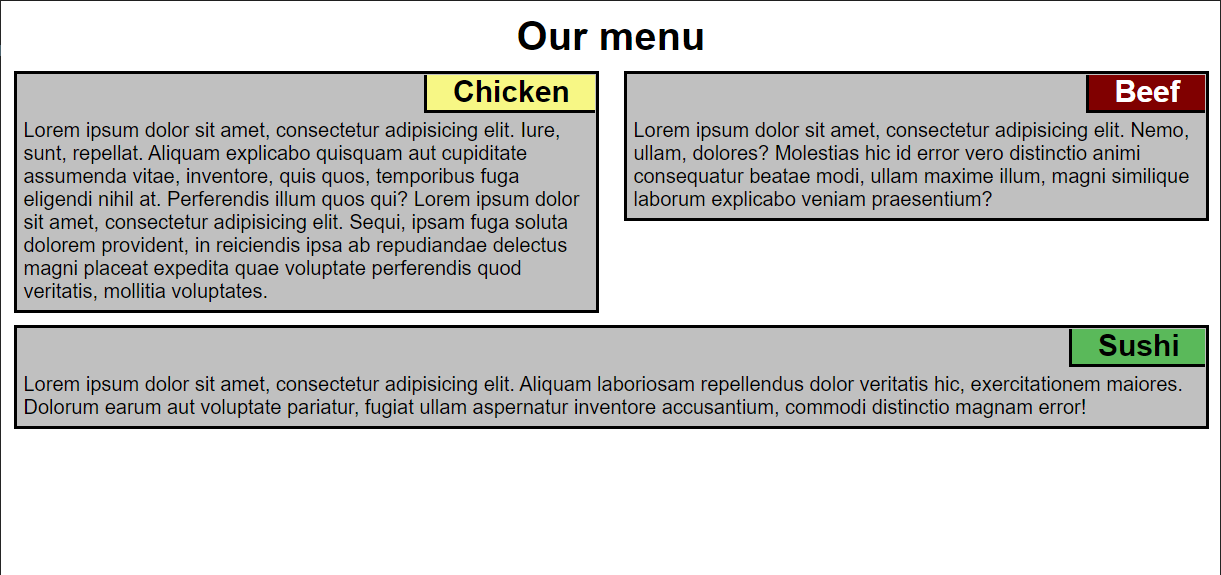 Our menu
Chicken
Lorem ipsum dolor sit amet, consectetur adipisicing elit. Iure,
sunt, repellat. Aliquam explicabo quisquam aut cupiditate
assumenda vitae, inventore, quis quos, temporibus fuga
eligendi nihil at. Perferendis illum quos qui? Lorem ipsum dolor
sit amet, consectetur adipisicing elit. Sequi, ipsam fuga soluta
dolorem provident, in reiciendis ipsa ab repudiandae delectus
magni placeat expedita quae voluptate perferendis quod
veritatis, mollitia voluptates.
Beef
Lorem ipsum dolor sit amet, consectetur adipisicing elit. Nemo,
ullam, dolores? Molestias hic id error vero distinctio animi
consequatur beatae modi, ullam maxime illum, magni similique
laborum explicabo veniam praesentium?
Sushi
Lorem ipsum dolor sit amet, consectetur adipisicing elit. Aliquam laboriosam repellendus dolor veritatis hic, exercitationem maiores.
Dolorum earum aut voluptate pariatur, fugiat ullam aspernatur inventore accusantium, commodi distinctio magnam error!